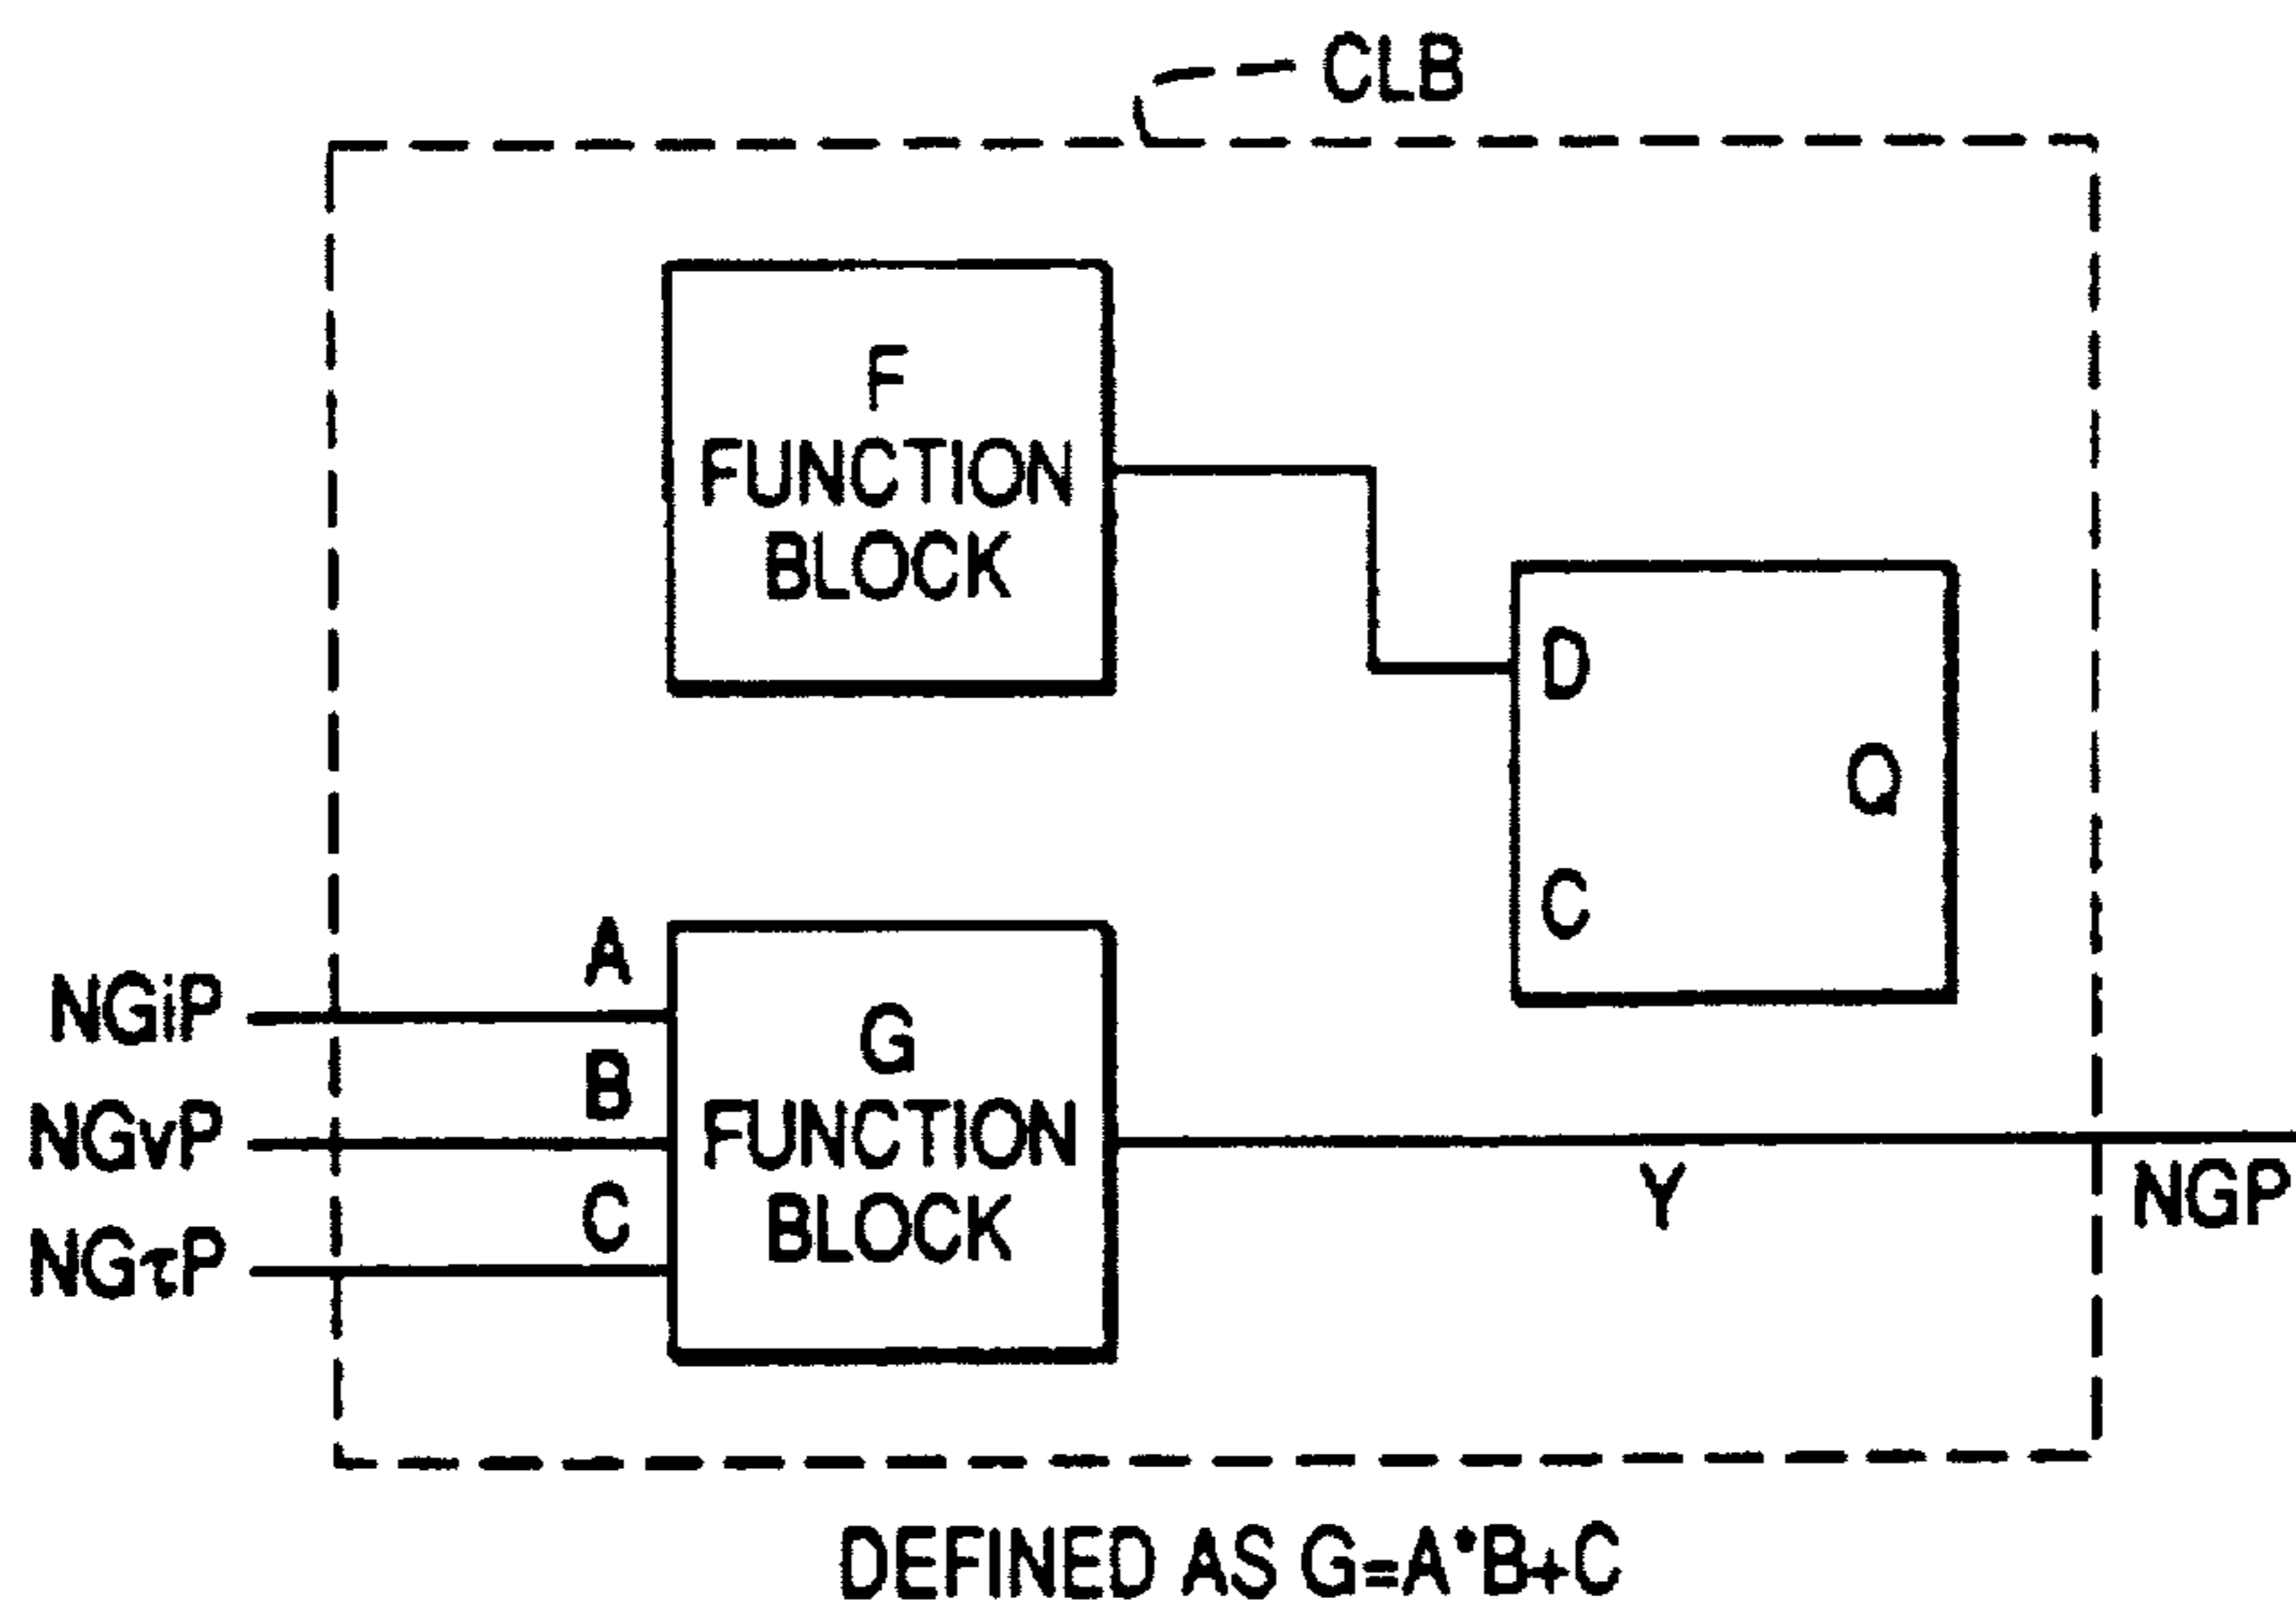 CLB
F
FUNCTION
BLOCK
D
Q
C
NGiP
A
NGvP
B
NGτP
C
G
FUNCTION
BLOCK
Y
NGP
DEFINED AS G=A•B+C